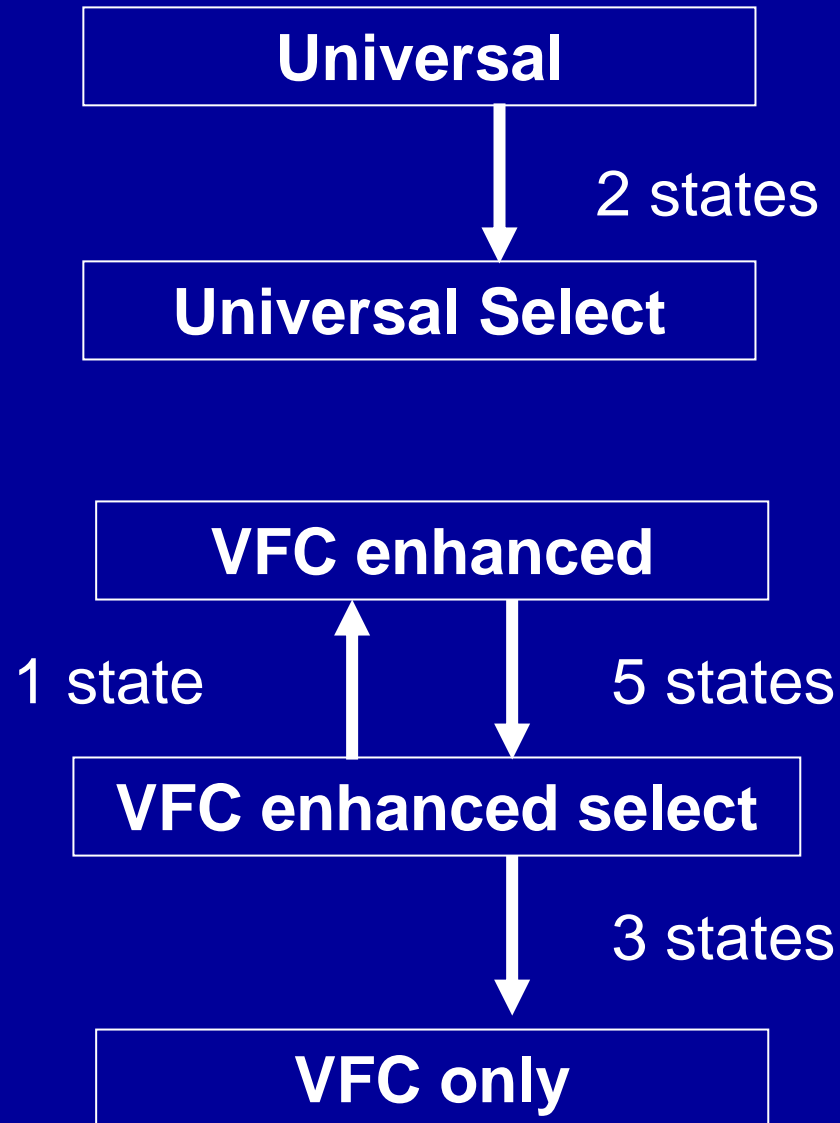 Universal
2 states
Universal Select
VFC enhanced
1 state
5 states
VFC enhanced select
3 states
VFC only